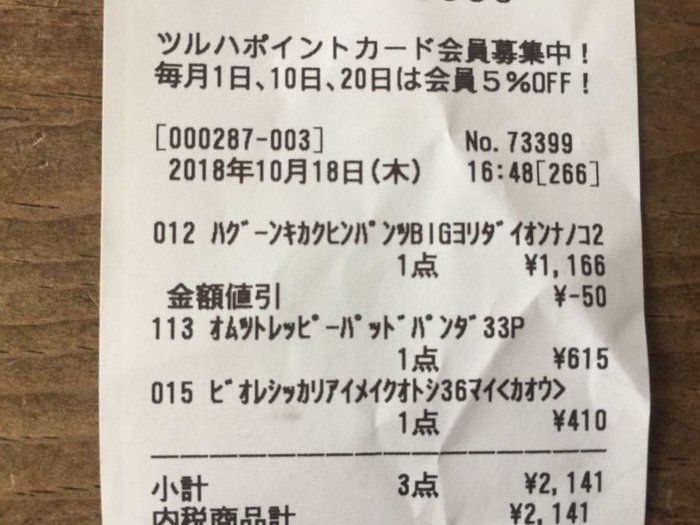 ツルハポイントカード会員募集中！
毎月1日、10日、20日は会員５％OFF！
[000287-003] No. 73399
2018年10月18日(木) 16:48[266]
012 ﾊｸﾞｰﾝｷｶｸﾋﾝﾊﾟﾝﾂBIGﾖﾘﾀﾞｲｵﾝﾅﾉｺ2
1点 ¥1,166
金額値引 ¥-50
113 ｵﾑﾂﾄﾚｯﾋﾟｰﾊﾟｯﾄﾞﾊﾟﾝﾀﾞ33P
1点 ¥615
015 ﾋﾞｵﾚｼｯｶﾘｱｲﾒｲｸｵﾄｼ36ﾏｲ<ｶｵｳ>
1点 ¥410
小計 3点 ¥2,141
内税商品計 ¥2,141